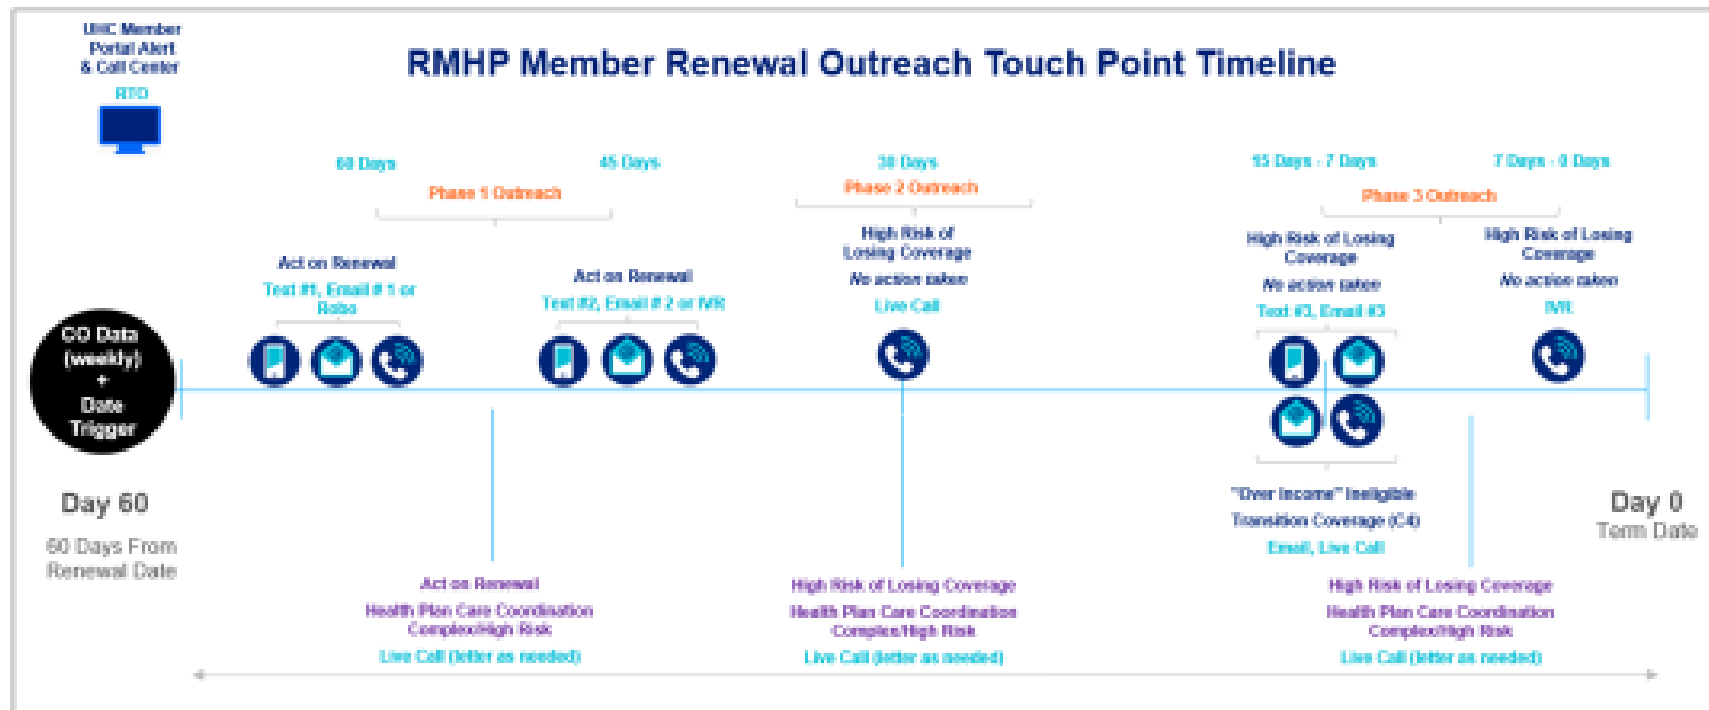 UHC Member
Portal Alert
& Call Center
RTD
RMHP Member Renewal Outreach Touch Point Timeline
60 Days
45 Days
30 Days
15 Days - 7 Days
7 Days - 0 Days
Phase 1 Outreach
Phase 2 Outreach
Phase 3 Outreach
Act on Renewal
Text #1, Email # 1 or
Robo
Act on Renewal
Text #2, Email # 2 or IVR
High Risk of
Losing Coverage
No action taken
Live Call
High Risk of Losing
Coverage
No action taken
Text #3, Email #3
High Risk of Losing
Coverage
No action taken
IVR
CO Data
(weekly)
+
Date
Trigger
Day 60
60 Days From
Renewal Date
"Over Income" Ineligible
Transition Coverage (C4)
Email, Live Call
Day 0
Term Date
Act on Renewal
Health Plan Care Coordination
Complex/High Risk
Live Call (letter as needed)
High Risk of Losing Coverage
Health Plan Care Coordination
Complex/High Risk
Live Call (letter as needed)
High Risk of Losing Coverage
Health Plan Care Coordination
Complex/High Risk
Live Call (letter as needed)